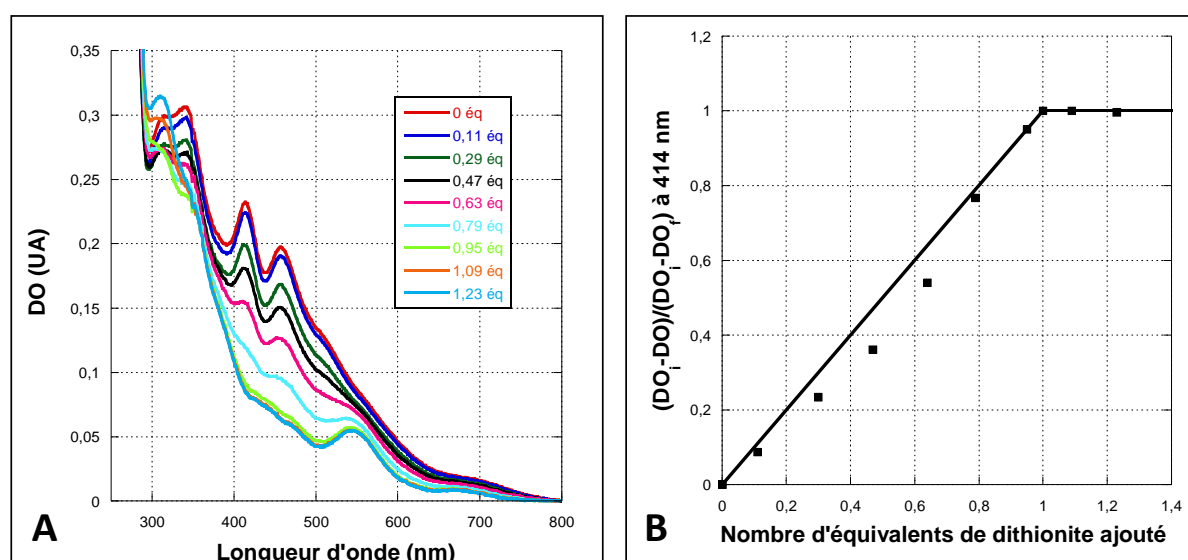 0,35
0,3
0,25
0,2
0,15
0,1
0,05
0
DO (UA)
0 éq
0,11 éq
0,29 éq
0,47 éq
0,63 éq
0,79 éq
0,95 éq
1,09 éq
1,23 éq
300 400 500 600 700 800
Longueur d'onde (nm)
A
1,2
1
0,8
0,6
0,4
0,2
0
(DOi-DO)/(DOi-DOf) à 414 nm
0 0,2 0,4 0,6 0,8 1 1,2 1,4
Nombre d'équivalents de dithionite ajouté
B